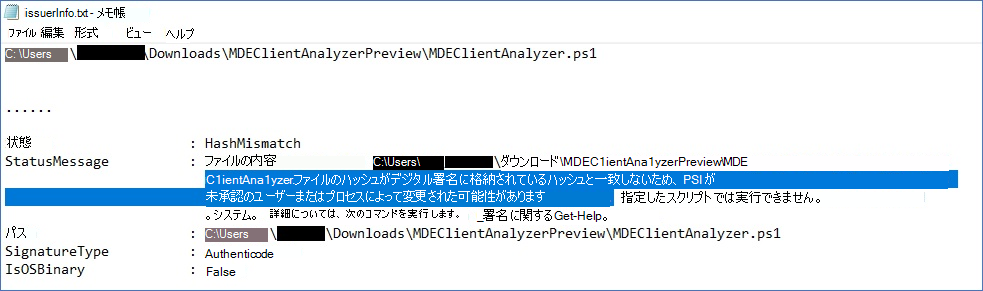 issuerInfo.txt - メモ帳
ファイル 編集 形式 ビュー ヘルプ
C:\Users \ \Downloads\MDEClientAnalyzerPreview\MDEClientAnalyzer.ps1
......
状態 : HashMismatch
StatusMessage : ファイルの内容 C:\Users\ \ダウンロード\MDEC1ientAna1yzerPreview\MDE
C1ientAna1yzerファイルのハッシュがデジタル署名に格納されているハッシュと一致しないため、PSI が
未承認のユーザーまたはプロセスによって変更された可能性があります . 指定したスクリプトでは実行できません。
。システム。 詳細については、次のコマンドを実行します。 _署名に関するGet-Help。
パス : C:\Users \ \Downloads\MDEClientAnalyzerPreview\MDEClientAnalyzer.ps1
SignatureType : Authenticode
IsOSBinary : False